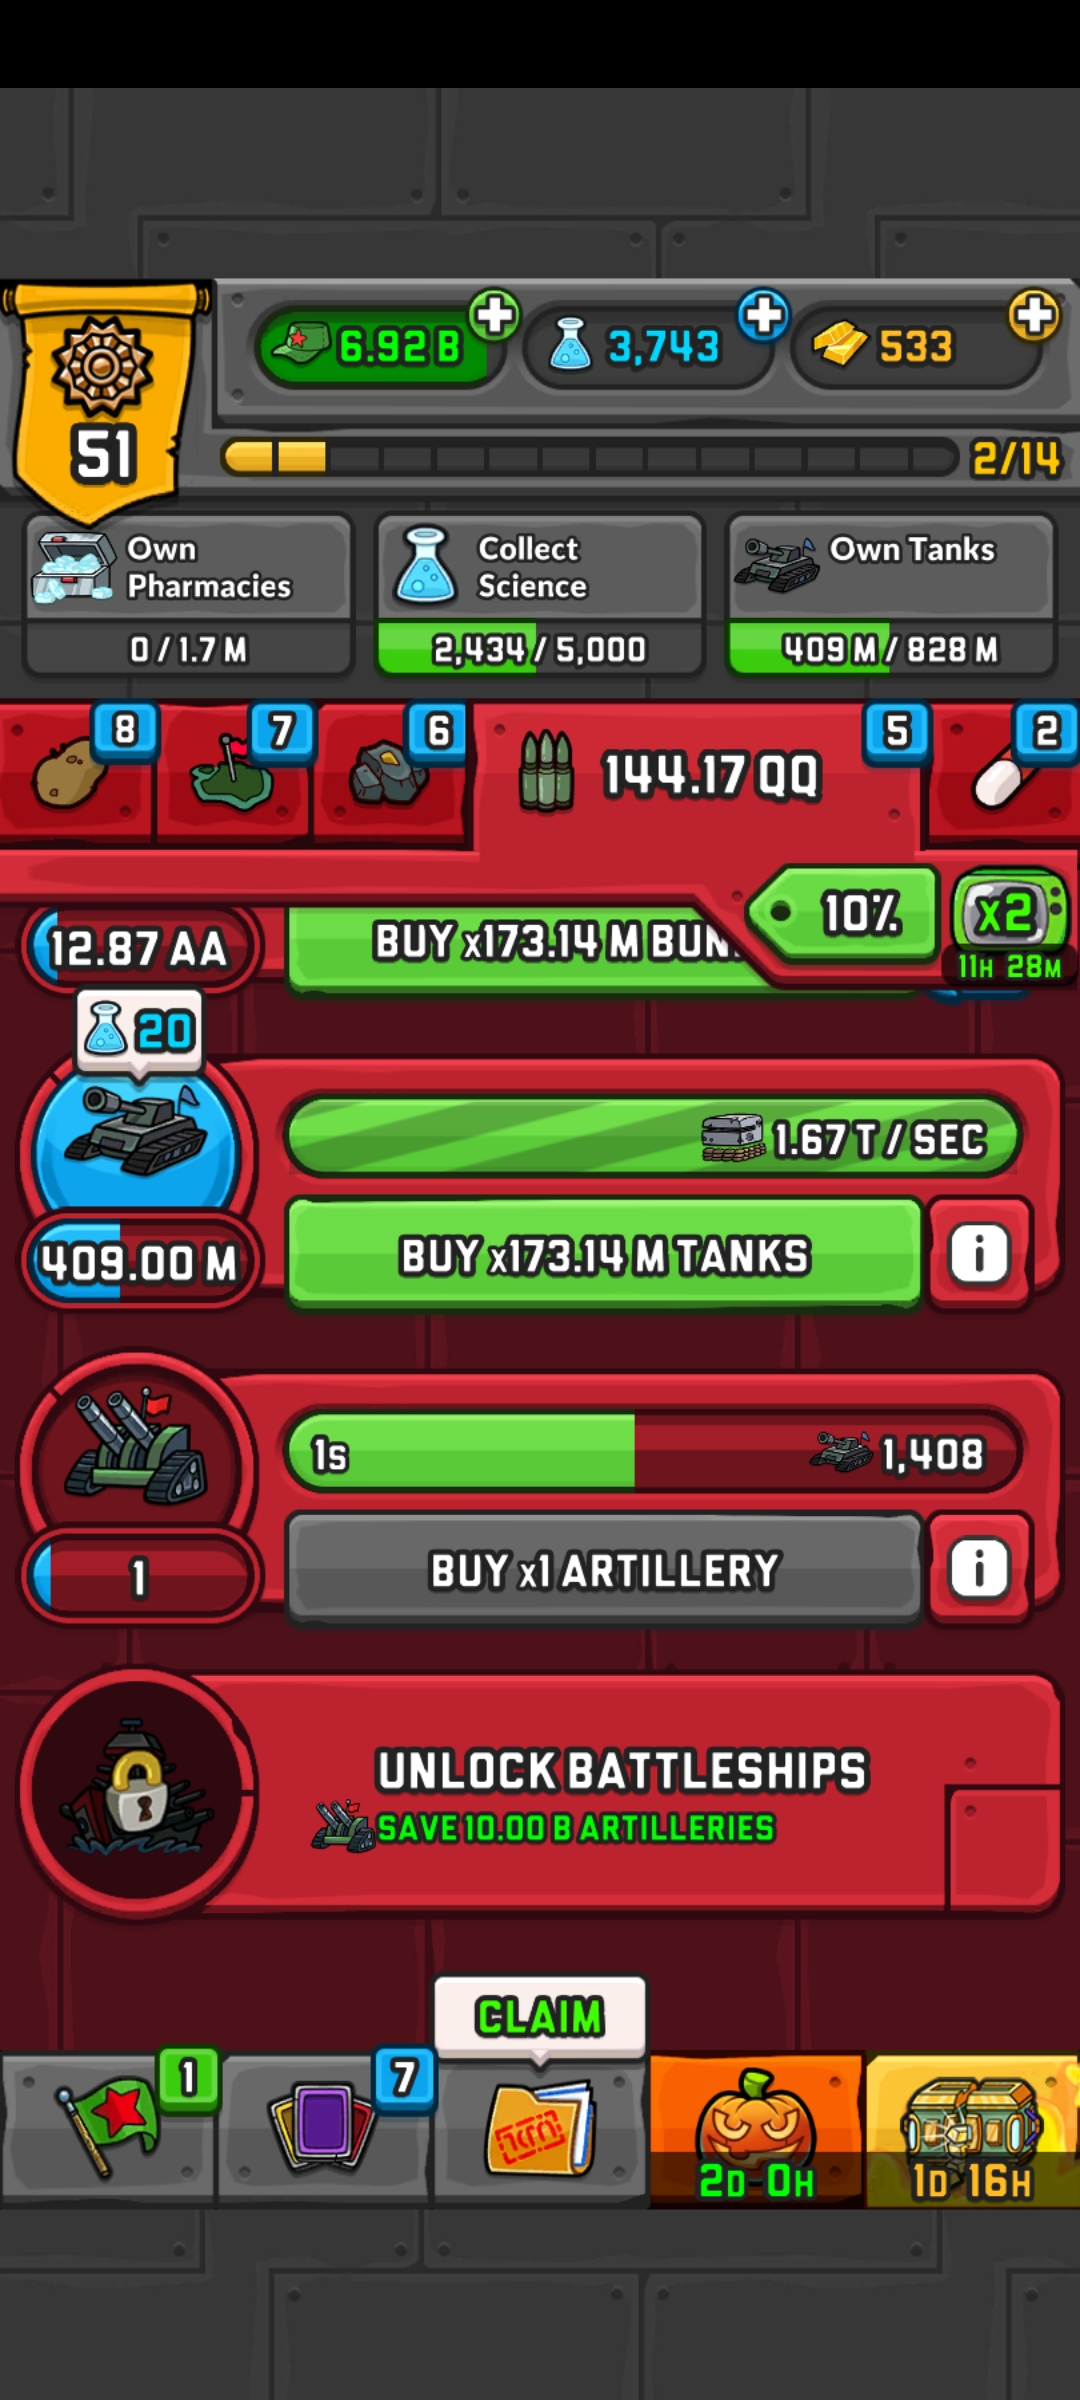 6.92 B
3,743
533
51
2/14
Own
Pharmacies
0 / 1.7 M
Collect
Science
2,434 / 5,000
Own Tanks
409 M / 828 M
8
7
6
144.17 QQ
5
2
12.87 AA
BUY x173.14 M BUN
10%
x2
11H 28M
20
1.67 T / SEC
409.00 M
BUY x173.14 M TANKS
i
1s
1,408
1
BUY x1 ARTILLERY
i
UNLOCK BATTLESHIPS
SAVE 10.00 B ARTILLERIES
CLAIM
1
7
2D 0H
1D 16H